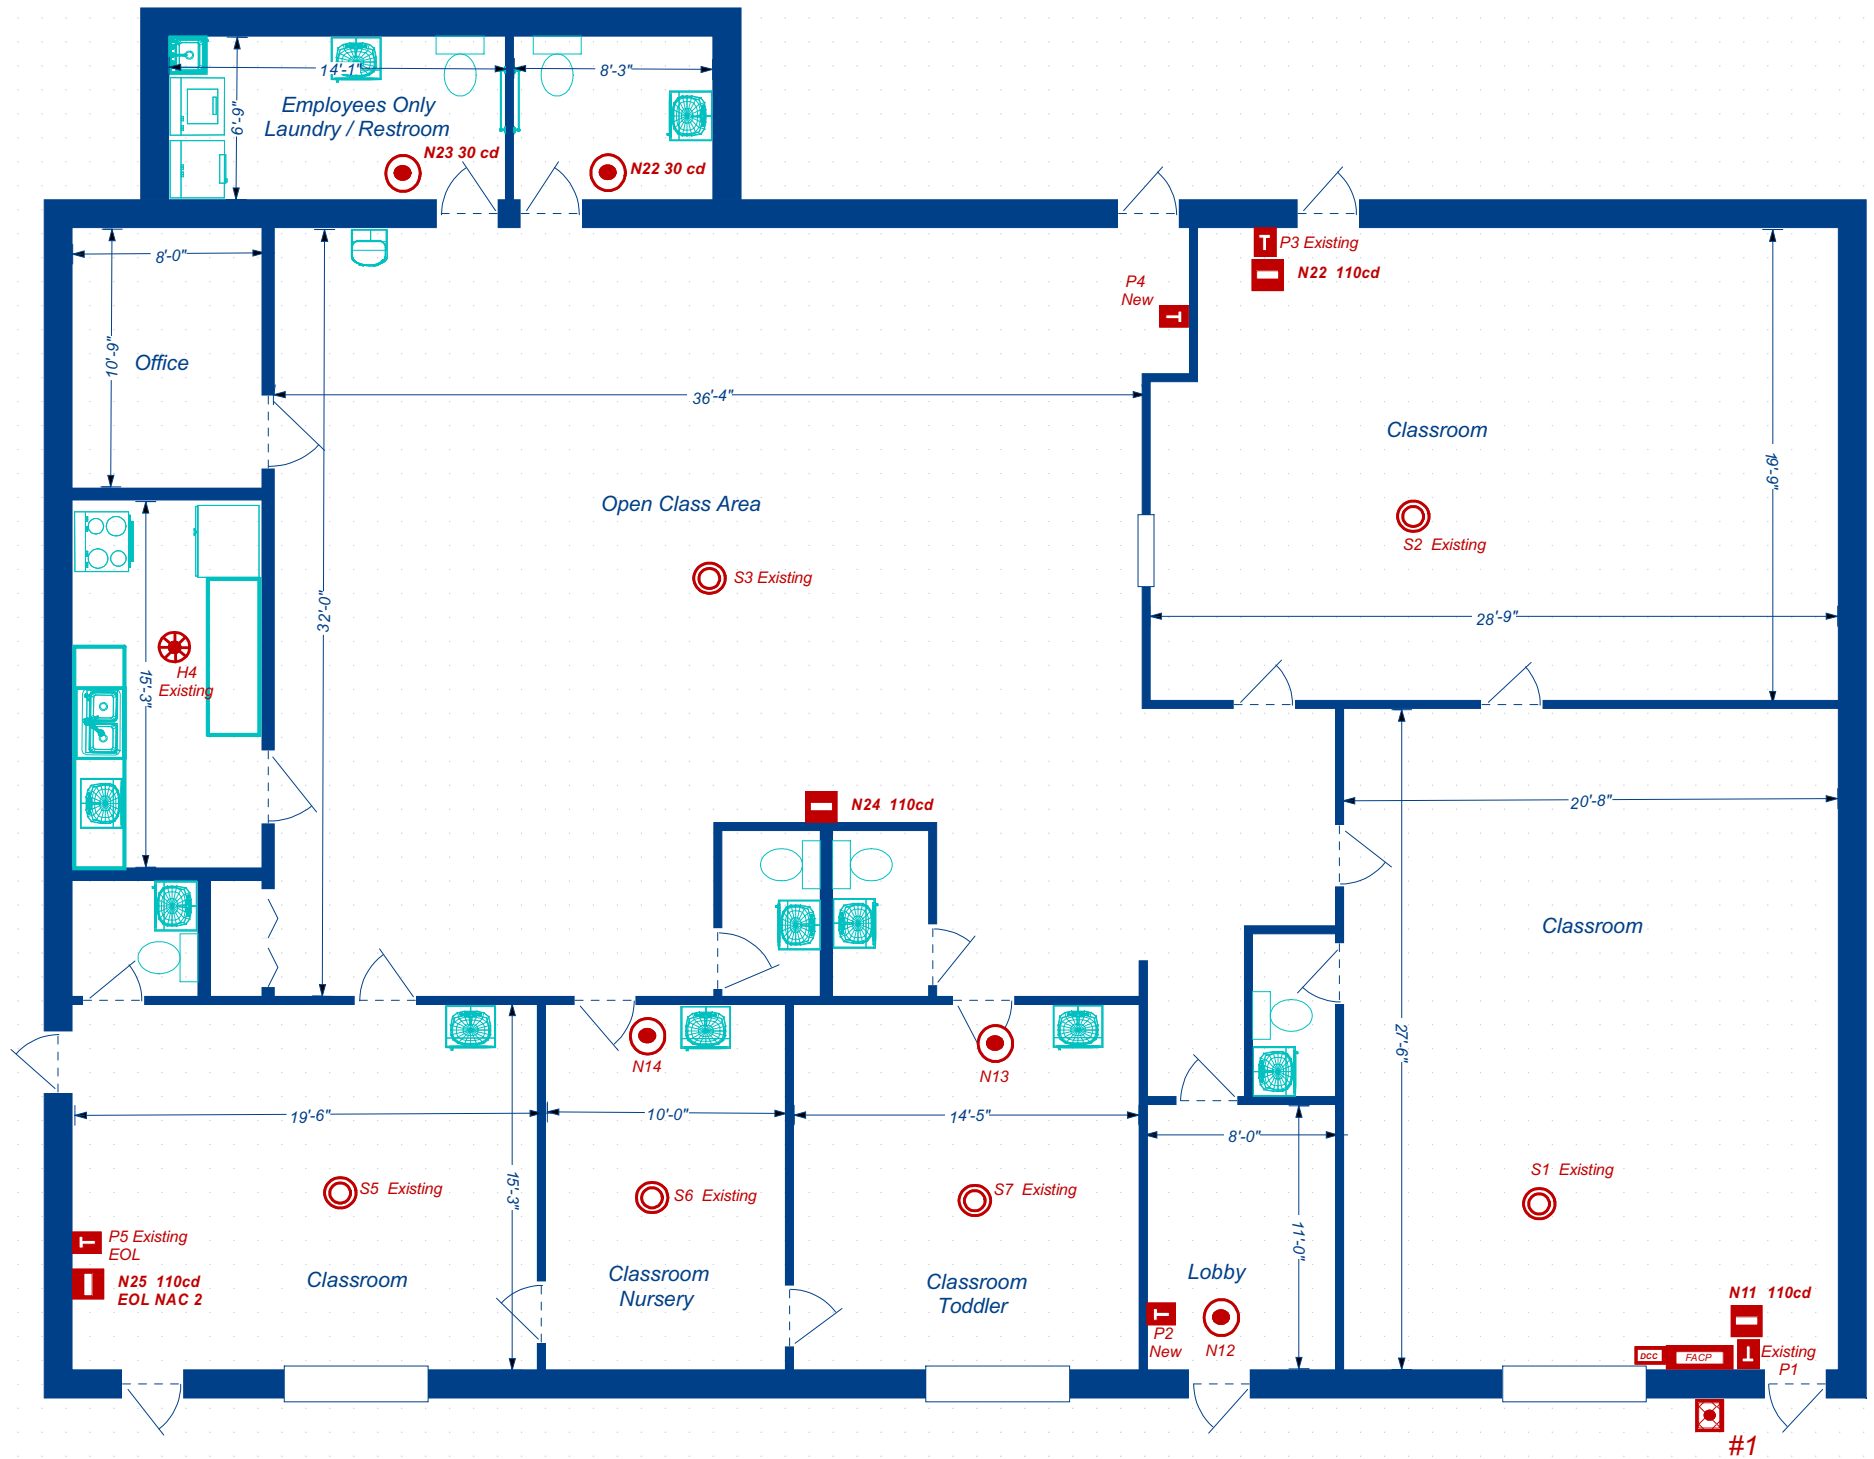 14'-1"
8'-3"
9'-6"
Employees Only
Laundry / Restroom
N23 30 cd
N22 30 cd
8'-0"
10'-9"
Office
P3 Existing
N22 110cd
P4
New
36'-4"
Classroom
19'-9"
Open Class Area
S2 Existing
S3 Existing
32'-0"
28'-9"
H4
Existing
15'-3"
N24 110cd
20'-8"
Classroom
27'-6"
N14
N13
19'-6"
10'-0"
14'-5"
8'-0"
15'-3"
S5 Existing
S6 Existing
S7 Existing
S1 Existing
11'-0"
P5 Existing
EOL
N25 110cd
EOL NAC 2
Classroom
Classroom
Nursery
Classroom
Toddler
Lobby
P2
New
N12
N11 110cd
DCC
FACP
Existing
P1
#1